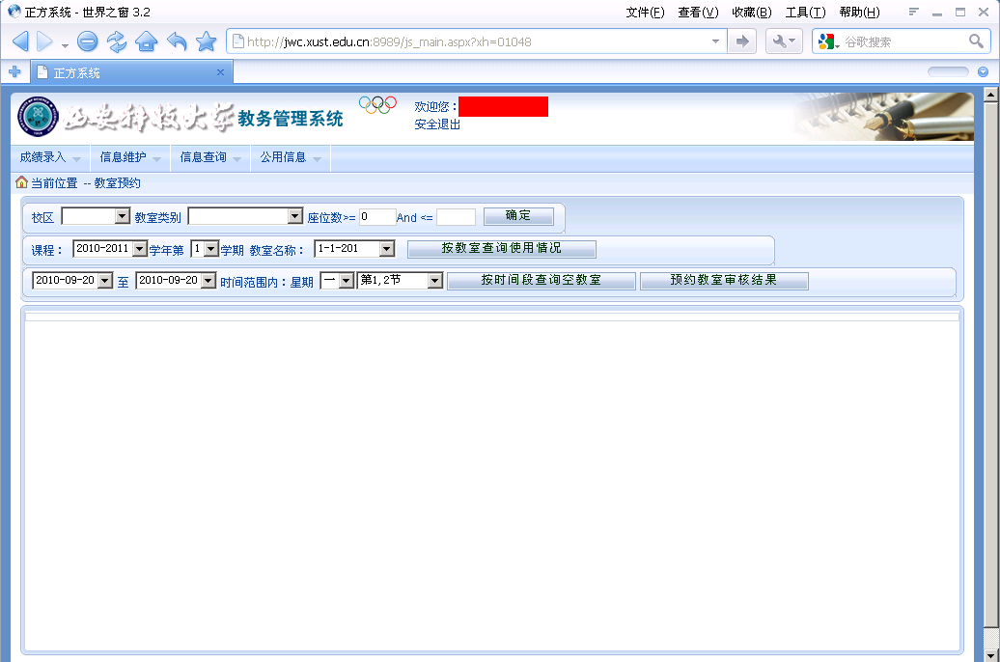 正方系统 - 世界之窗 3.2
文件(F) 查看(V) 收藏(B) 工具(T) 帮助(H)
http://jwc.xust.edu.cn:8989/js_main.aspx?xh=01048
谷歌搜索
正方系统
西安科技大学 教务管理系统
欢迎您：
安全退出
成绩录入 信息维护 信息查询 公用信息
当前位置 -- 教室预约
校区 教室类别 座位数>= 0 And <= 确定
课程： 2010-2011 学年第 1 学期 教室名称： 1-1-201 按教室查询使用情况
2010-09-20 至 2010-09-20 时间范围内：星期 一 第1,2节 按时间段查询空教室 预约教室审核结果